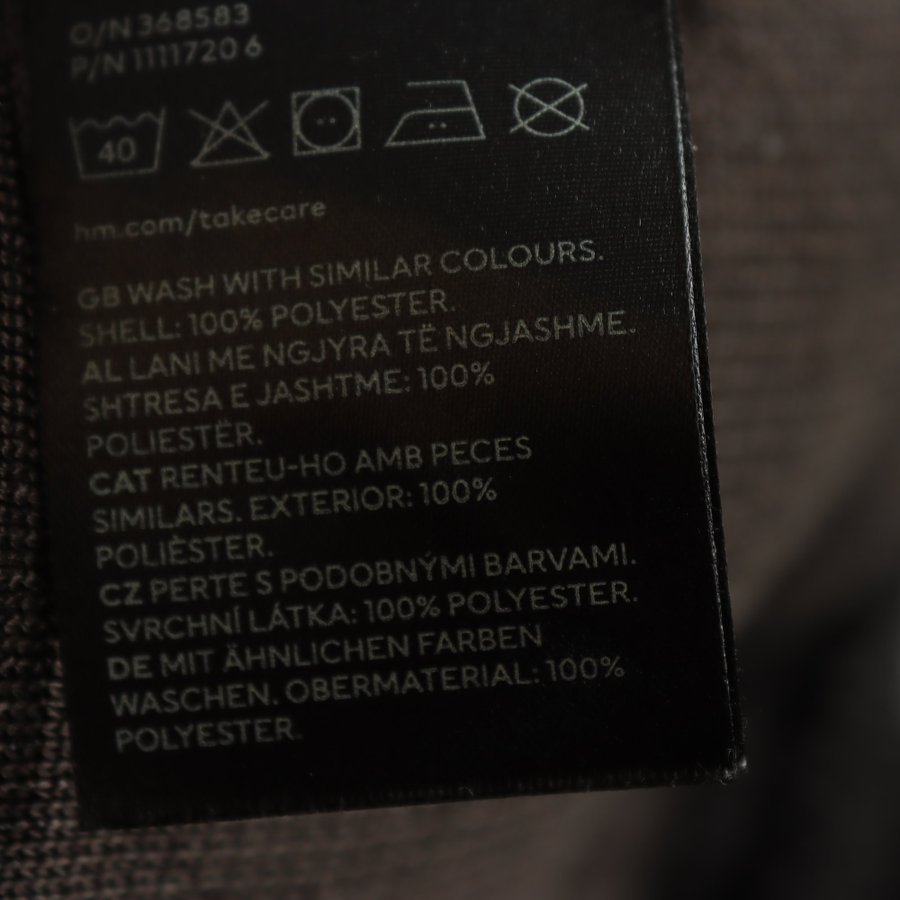 O/N 368583
P/N 1111720 6
40
hm.com/takecare
GB WASH WITH SIMILAR COLOURS.
SHELL: 100% POLYESTER.
AL LANI ME NGJYRA TË NGJASHME.
SHTRESA E JASHTME: 100%
POLIESTËR.
CAT RENTEU-HO AMB PECES
SIMILARS. EXTERIOR: 100%
POLIÈSTER.
CZ PERTE S PODOBNÝMI BARVAMI.
SVRCHNÍ LÁTKA: 100% POLYESTER.
DE MIT ÄHNLICHEN FARBEN
WASCHEN. OBERMATERIAL: 100%
POLYESTER.